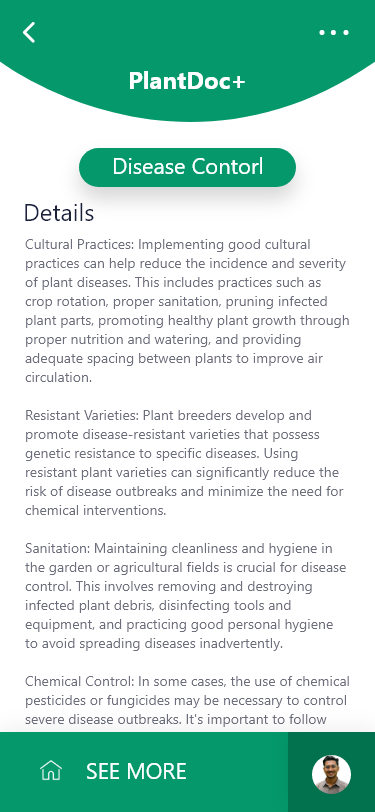 PlantDoc+
Disease Contorl
Details
Cultural Practices: Implementing good cultural
practices can help reduce the incidence and severity
of plant diseases. This includes practices such as
crop rotation, proper sanitation, pruning infected
plant parts, promoting healthy plant growth through
proper nutrition and watering, and providing
adequate spacing between plants to improve air
circulation.
Resistant Varieties: Plant breeders develop and
promote disease-resistant varieties that possess
genetic resistance to specific diseases. Using
resistant plant varieties can significantly reduce the
risk of disease outbreaks and minimize the need for
chemical interventions.
Sanitation: Maintaining cleanliness and hygiene in
the garden or agricultural fields is crucial for disease
control. This involves removing and destroying
infected plant debris, disinfecting tools and
equipment, and practicing good personal hygiene
to avoid spreading diseases inadvertently.
Chemical Control: In some cases, the use of chemical
pesticides or fungicides may be necessary to control
severe disease outbreaks. It's important to follow
SEE MORE